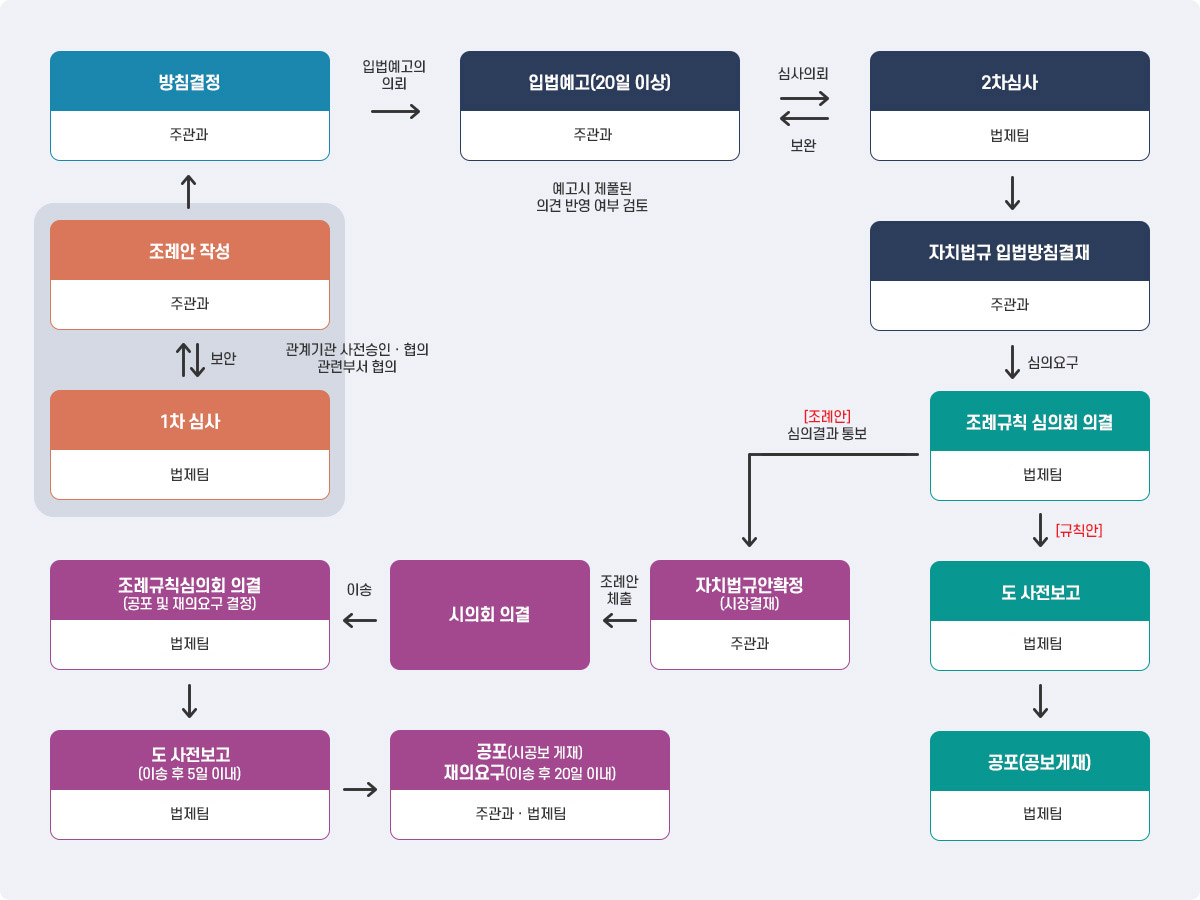 방침결정
주관과
입법예고의
의뢰
입법예고(20일 이상)
주관과
예고시 제풀된
의견 반영 여부 검토
심사의뢰
보완
2차심사
법제팀
조례안 작성
주관과
보안
관계기관 사전승인 · 협의
관련부서 협의
1차 심사
법제팀
자치법규 입법방침결재
주관과
심의요구
조례규칙 심의회 의결
법제팀
[조례안]
심의결과 통보
[규칙안]
조례규칙심의회 의결
(공포 및 재의요구 결정)
법제팀
이송
시의회 의결
조례안
체출
자치법규안확정
(시장결재)
주관과
도 사전보고
법제팀
도 사전보고
(이송 후 5일 이내)
법제팀
공포(시공보 게재)
재의요구(이송 후 20일 이내)
주관과 · 법제팀
공포(공보게재)
법제팀